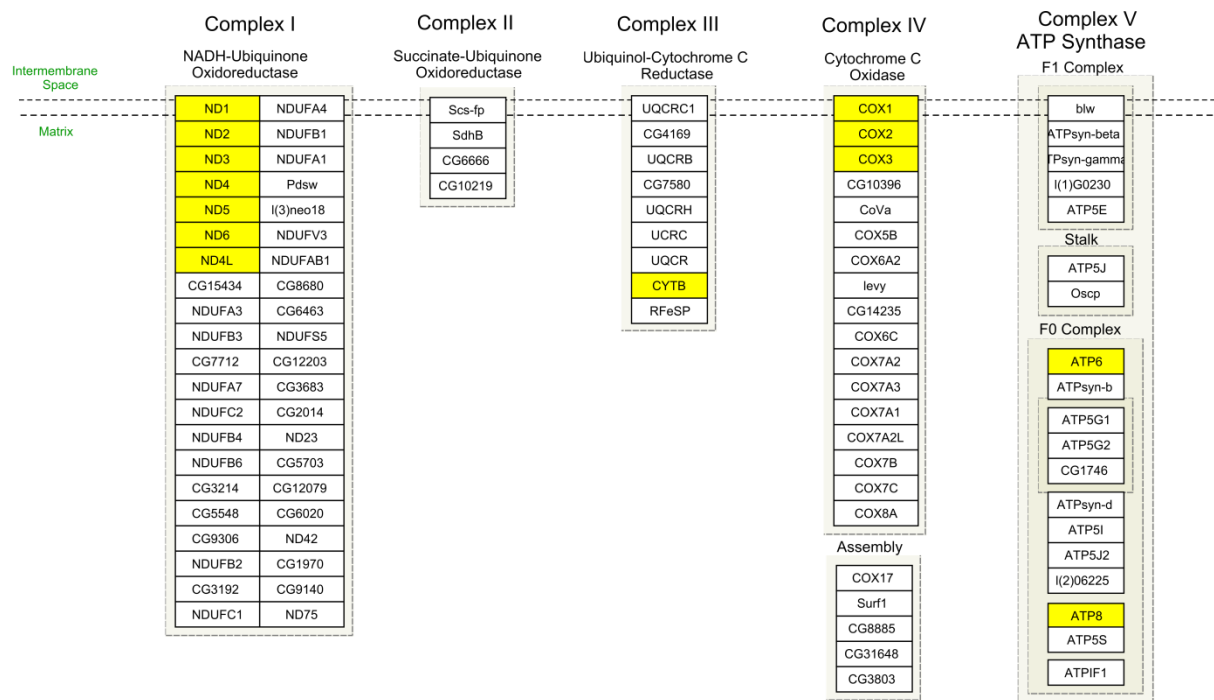 Complex I
NADH-Ubiquinone
Oxidoreductase
Complex II
Succinate-Ubiquinone
Oxidoreductase
Complex III
Ubiquinol-Cytochrome C
Reductase
Complex IV
Cytochrome C
Oxidase
Complex V
ATP Synthase
F1 Complex
Intermembrane
Space
Matrix
ND1 NDUFA4
ND2 NDUFB1
ND3 NDUFA1
ND4 Pdsw
ND5 l(3)neo18
ND6 NDUFV3
ND4L NDUFAB1
CG15434 CG8680
NDUFA3 CG6463
NDUFB3 NDUFS5
CG7712 CG12203
NDUFA7 CG3683
NDUFC2 CG2014
NDUFB4 ND23
NDUFB6 CG5703
CG3214 CG12079
CG5548 CG6020
CG9306 ND42
NDUFB2 CG1970
CG3192 CG9140
NDUFC1 ND75
Scs-fp
SdhB
CG6666
CG10219
UQCRC1
CG4169
UQCRB
CG7580
UQCRH
UCRC
UQCR
CYTB
RFeSP
COX1
COX2
COX3
CG10396
CoVa
COX5B
COX6A2
levy
CG14235
COX6C
COX7A2
COX7A3
COX7A1
COX7A2L
COX7B
COX7C
COX8A
Assembly
COX17
Surf1
CG8885
CG31648
CG3803
blw
ATPsyn-beta
TPsyn-gamma
l(1)G0230
ATP5E
Stalk
ATP5J
Oscp
F0 Complex
ATP6
ATPsyn-b
ATP5G1
ATP5G2
CG1746
ATPsyn-d
ATP5I
ATP5J2
l(2)06225
ATP8
ATP5S
ATPIF1